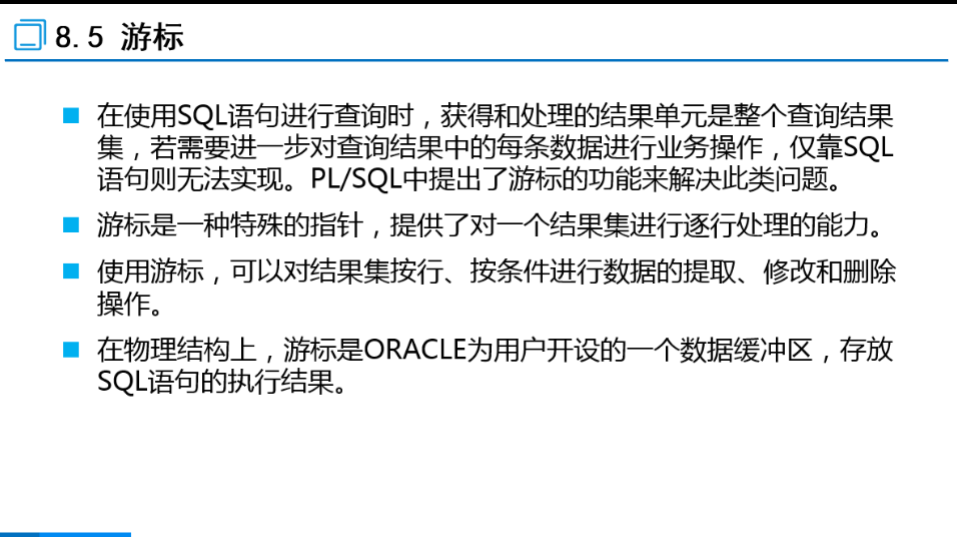 8.5 游标
在使用SQL语句进行查询时，获得和处理的结果单元是整个查询结果
集，若需要进一步对查询结果中的每条数据进行业务操作，仅靠SQL
语句则无法实现。PL/SQL中提出了游标的功能来解决此类问题。
游标是一种特殊的指针，提供了对一个结果集进行逐行处理的能力。
使用游标，可以对结果集按行、按条件进行数据的提取、修改和删除
操作。
在物理结构上，游标是ORACLE为用户开设的一个数据缓冲区，存放
SQL语句的执行结果。